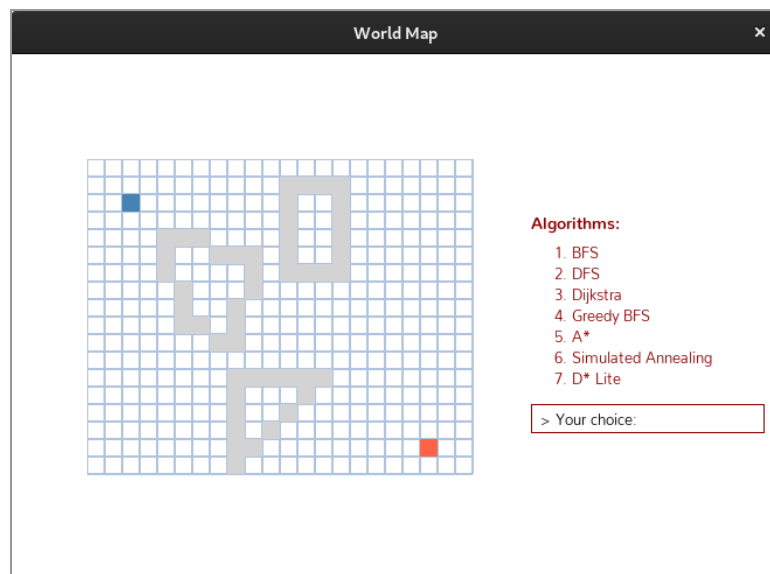 World Map
×
Algorithms:
1. BFS
2. DFS
3. Dijkstra
4. Greedy BFS
5. A*
6. Simulated Annealing
7. D* Lite
> Your choice: